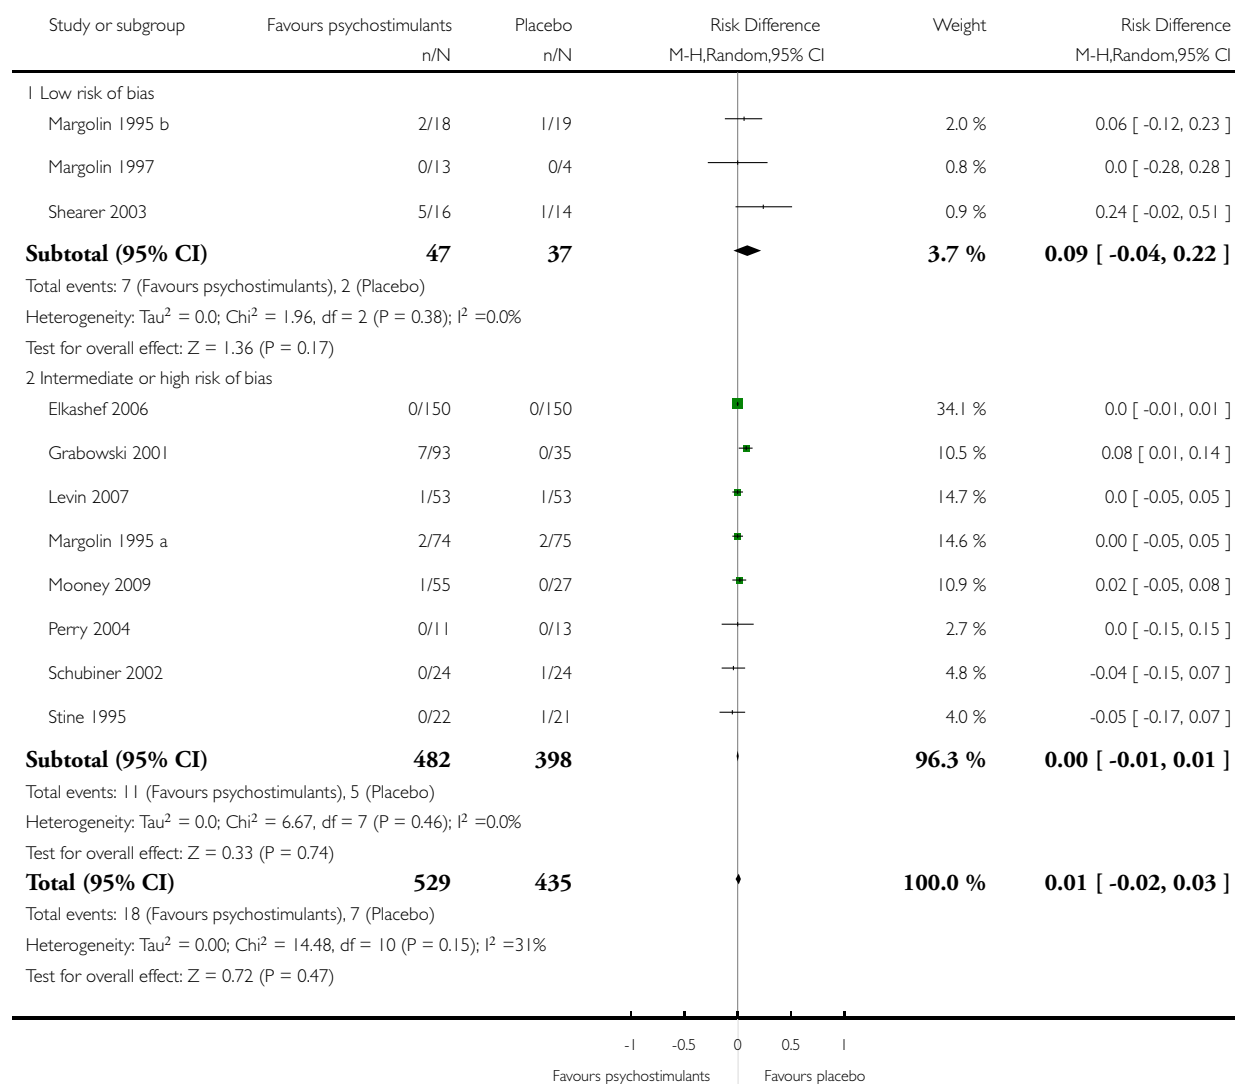 Study or subgroup Favours psychostimulants Placebo Risk Difference Weight Risk Difference
n/N n/N M-H,Random,95% CI M-H,Random,95% CI
1 Low risk of bias
Margolin 1995 b 2/18 1/19 2.0 % 0.06 [ -0.12, 0.23 ]
Margolin 1997 0/13 0/4 0.8 % 0.0 [ -0.28, 0.28 ]
Shearer 2003 5/16 1/14 0.9 % 0.24 [ -0.02, 0.51 ]
Subtotal (95% CI) 47 37 3.7 % 0.09 [ -0.04, 0.22 ]
Total events: 7 (Favours psychostimulants), 2 (Placebo)
Heterogeneity: Tau² = 0.0; Chi² = 1.96, df = 2 (P = 0.38); I² =0.0%
Test for overall effect: Z = 1.36 (P = 0.17)
2 Intermediate or high risk of bias
Elkashef 2006 0/150 0/150 34.1 % 0.0 [ -0.01, 0.01 ]
Grabowski 2001 7/93 0/35 10.5 % 0.08 [ 0.01, 0.14 ]
Levin 2007 1/53 1/53 14.7 % 0.0 [ -0.05, 0.05 ]
Margolin 1995 a 2/74 2/75 14.6 % 0.00 [ -0.05, 0.05 ]
Mooney 2009 1/55 0/27 10.9 % 0.02 [ -0.05, 0.08 ]
Perry 2004 0/11 0/13 2.7 % 0.0 [ -0.15, 0.15 ]
Schubiner 2002 0/24 1/24 4.8 % -0.04 [ -0.15, 0.07 ]
Stine 1995 0/22 1/21 4.0 % -0.05 [ -0.17, 0.07 ]
Subtotal (95% CI) 482 398 96.3 % 0.00 [ -0.01, 0.01 ]
Total events: 11 (Favours psychostimulants), 5 (Placebo)
Heterogeneity: Tau² = 0.0; Chi² = 6.67, df = 7 (P = 0.46); I² =0.0%
Test for overall effect: Z = 0.33 (P = 0.74)
Total (95% CI) 529 435 100.0 % 0.01 [ -0.02, 0.03 ]
Total events: 18 (Favours psychostimulants), 7 (Placebo)
Heterogeneity: Tau² = 0.00; Chi² = 14.48, df = 10 (P = 0.15); I² =31%
Test for overall effect: Z = 0.72 (P = 0.47)
-1 -0.5 0 0.5 1
Favours psychostimulants Favours placebo